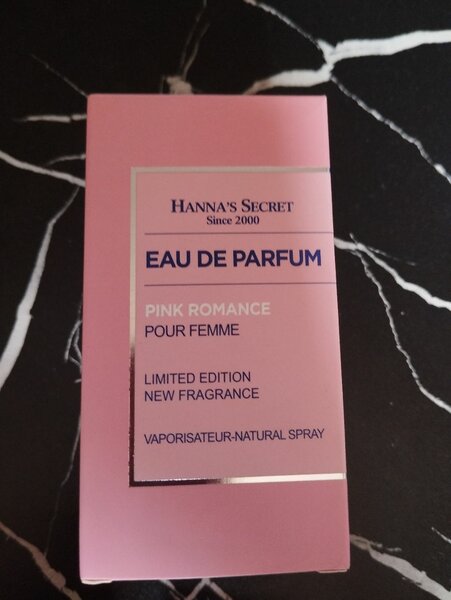 HANNA'S SECRET
Since 2000
EAU DE PARFUM
PINK ROMANCE
POUR FEMME
LIMITED EDITION
NEW FRAGRANCE
VAPORISATEUR-NATURAL SPRAY